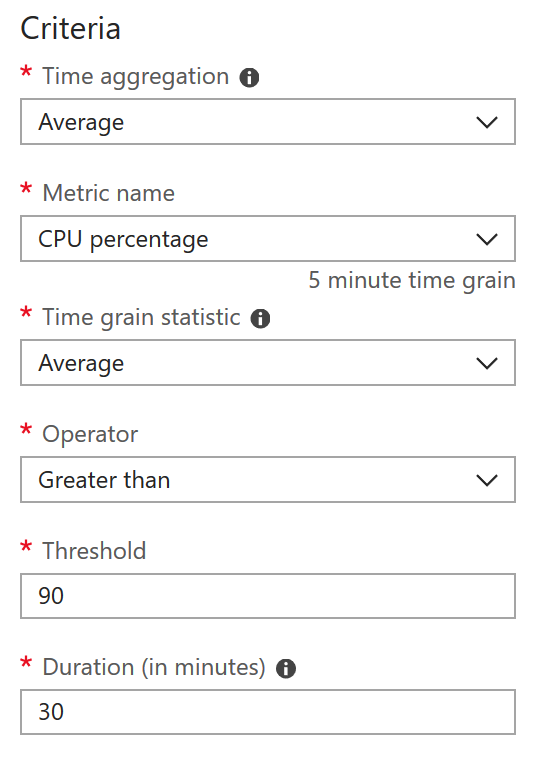 Criteria
* Time aggregation
Average
* Metric name
CPU percentage
5 minute time grain
* Time grain statistic
Average
* Operator
Greater than
* Threshold
90
* Duration (in minutes)
30